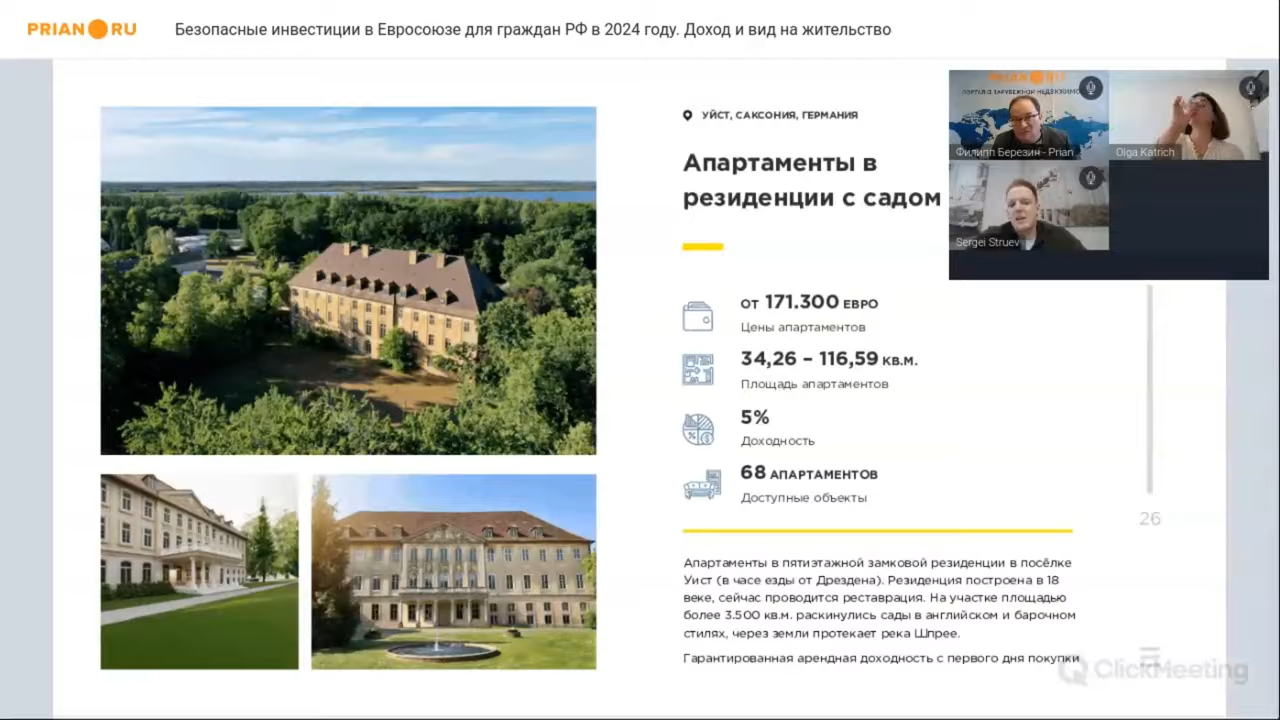 PRIAN RU
Безопасные инвестиции в Евросоюзе для граждан РФ в 2024 году. Доход и вид на жительство
УЙСТ, САКСОНИЯ, ГЕРМАНИЯ
Апартаменты в
резиденции с садом
ОТ 171.300 ЕВРО
Цены апартаментов
34,26 – 116,59 КВ.М.
Площадь апартаментов
5%
Доходность
68 АПАРТАМЕНТОВ
Доступные объекты
Апартаменты в пятиэтажной замковой резиденции в посёлке
Уист (в часе езды от Дрездена). Резиденция построена в 18
веке, сейчас проводится реставрация. На участке площадью
более 3.500 кв.м. раскинулись сады в английском и барочном
стилях, через земли протекает река Шпрее.
Гарантированная арендная доходность с первого дня покупки
26
Филипп Березин - Prian
Olga Katrich
Sergei Struev
ClickMeeting